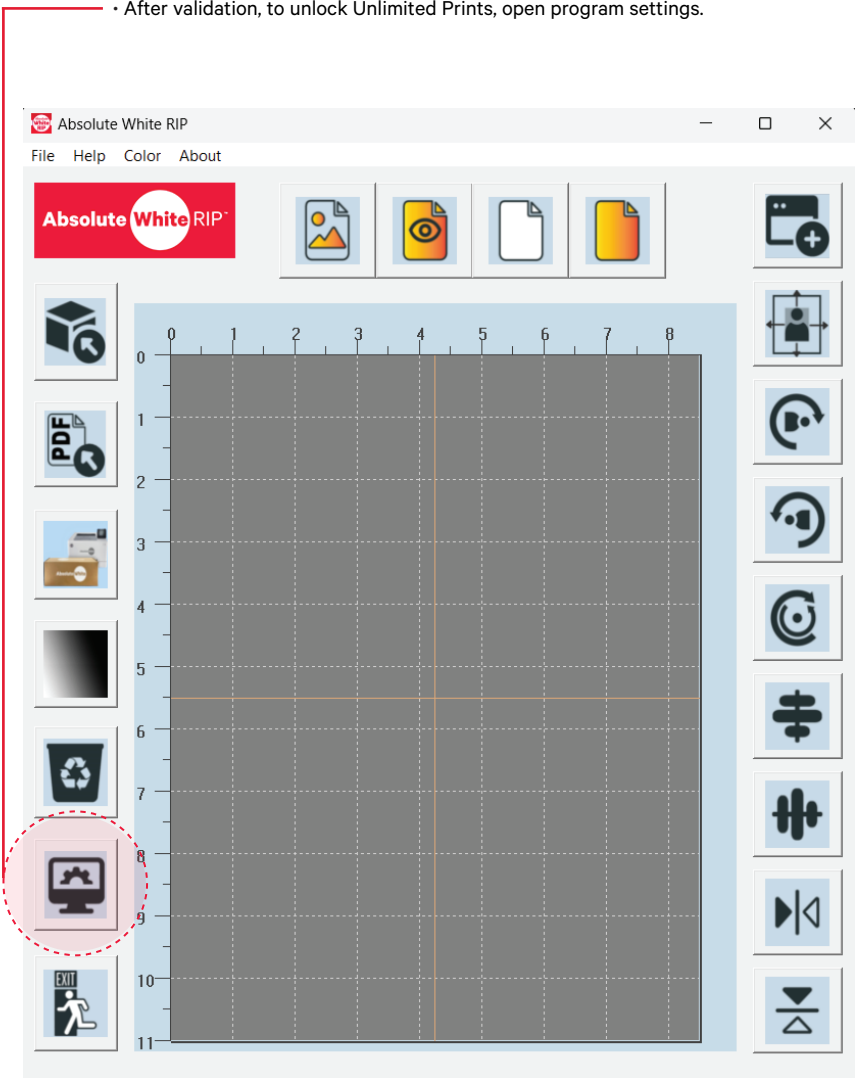 • After validation, to unlock Unlimited Prints, open program settings.
Absolute White RIP
File Help Color About
Absolute White RIP™
0 1 2 3 4 5 6 7 8
0
1
PDF
2
3
4
5
6
7
8
9
EXIT
10
11